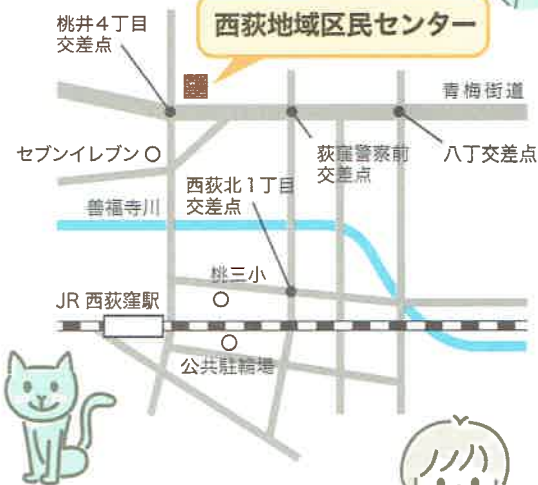 桃井4丁目
交差点
西荻地域区民センター
青梅街道
セブンイレブン
荻窪警察前
交差点
八丁交差点
西荻北1丁目
交差点
善福寺川
桃三小
JR 西荻窪駅
公共駐輪場